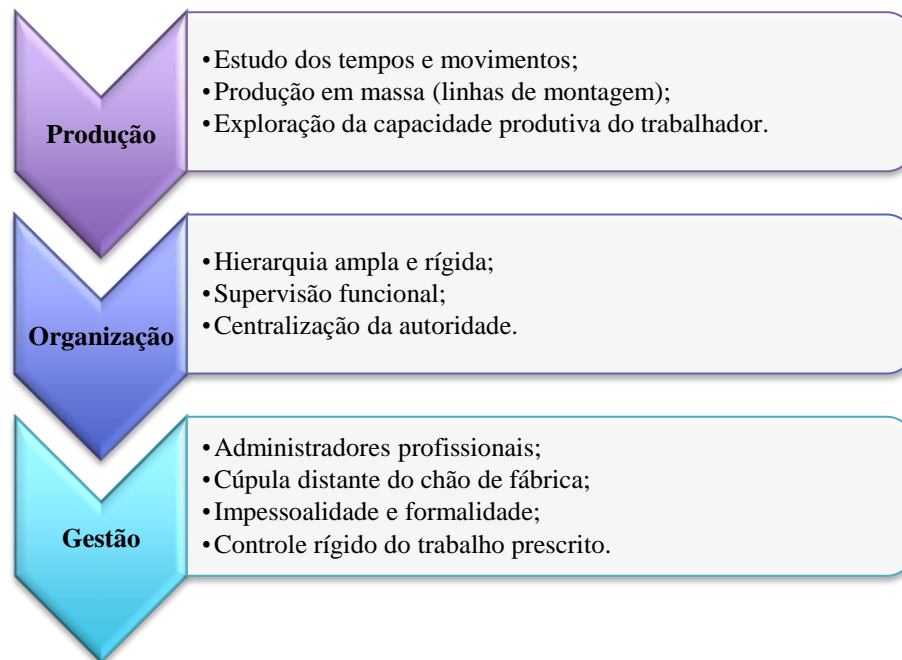 Produção
•Estudo dos tempos e movimentos;
•Produção em massa (linhas de montagem);
•Exploração da capacidade produtiva do trabalhador.
Organização
•Hierarquia ampla e rígida;
•Supervisão funcional;
•Centralização da autoridade.
Gestão
•Administradores profissionais;
•Cúpula distante do chão de fábrica;
•Impessoalidade e formalidade;
•Controle rígido do trabalho prescrito.